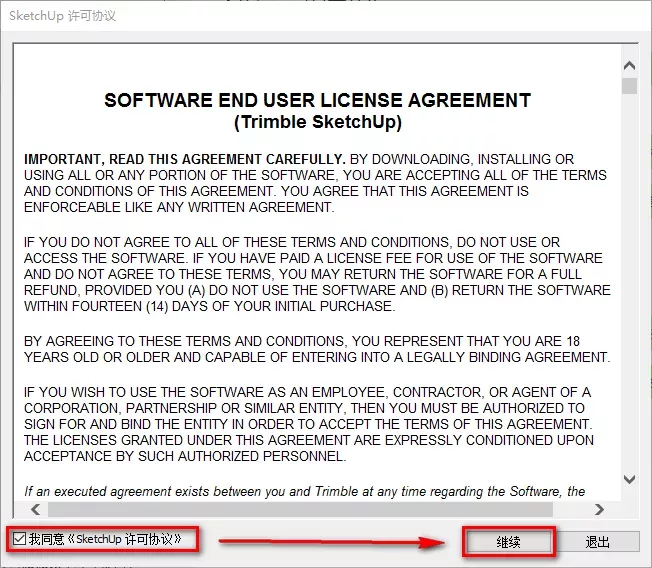 SketchUp 许可协议
SOFTWARE END USER LICENSE AGREEMENT
(Trimble SketchUp)
IMPORTANT, READ THIS AGREEMENT CAREFULLY. BY DOWNLOADING, INSTALLING OR
USING ALL OR ANY PORTION OF THE SOFTWARE, YOU ARE ACCEPTING ALL OF THE TERMS
AND CONDITIONS OF THIS AGREEMENT. YOU AGREE THAT THIS AGREEMENT IS
ENFORCEABLE LIKE ANY WRITTEN AGREEMENT.
IF YOU DO NOT AGREE TO ALL OF THESE TERMS AND CONDITIONS, DO NOT USE OR
ACCESS THE SOFTWARE. IF YOU HAVE PAID A LICENSE FEE FOR USE OF THE SOFTWARE
AND DO NOT AGREE TO THESE TERMS, YOU MAY RETURN THE SOFTWARE FOR A FULL
REFUND, PROVIDED YOU (A) DO NOT USE THE SOFTWARE AND (B) RETURN THE SOFTWARE
WITHIN FOURTEEN (14) DAYS OF YOUR INITIAL PURCHASE.
BY AGREEING TO THESE TERMS AND CONDITIONS, YOU REPRESENT THAT YOU ARE 18
YEARS OLD OR OLDER AND CAPABLE OF ENTERING INTO A LEGALLY BINDING AGREEMENT.
IF YOU WISH TO USE THE SOFTWARE AS AN EMPLOYEE, CONTRACTOR, OR AGENT OF A
CORPORATION, PARTNERSHIP OR SIMILAR ENTITY, THEN YOU MUST BE AUTHORIZED TO
SIGN FOR AND BIND THE ENTITY IN ORDER TO ACCEPT THE TERMS OF THIS AGREEMENT.
THE LICENSES GRANTED UNDER THIS AGREEMENT ARE EXPRESSLY CONDITIONED UPON
ACCEPTANCE BY SUCH AUTHORIZED PERSONNEL.
If an executed agreement exists between you and Trimble at any time regarding the Software, the
我同意《SketchUp 许可协议》
继续
退出